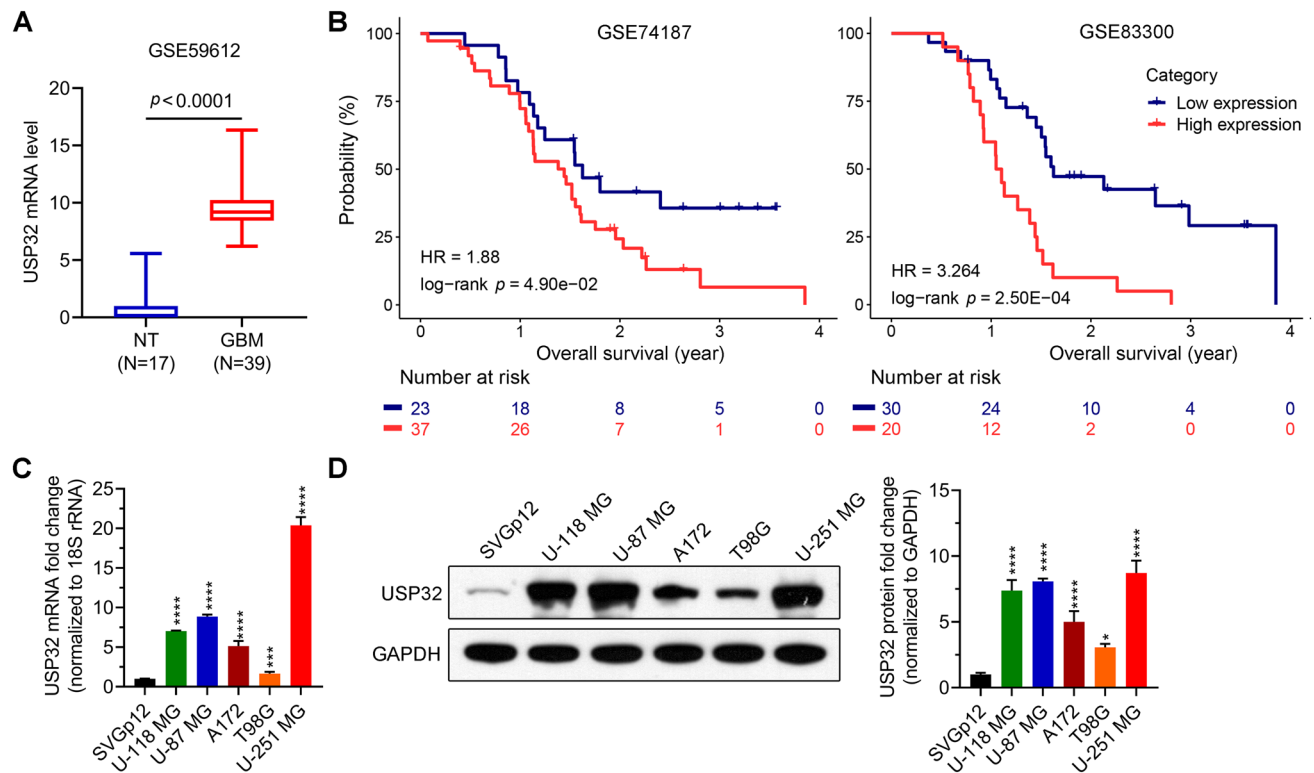 A
GSE59612
p<0.0001
USP32 mRNA level
20
15
10
5
0
NT
(N=17)
GBM
(N=39)
B
GSE74187
Probability (%)
100
75
50
25
0
HR = 1.88
log-rank p = 4.90e-02
0 1 2 3 4
Overall survival (year)
Number at risk
23 18 8 5 0
37 26 7 1 0
GSE83300
Category
Low expression
High expression
100
75
50
25
0
HR = 3.264
log-rank p = 2.50E-04
0 1 2 3 4
Overall survival (year)
Number at risk
30 24 10 4 0
20 12 2 0 0
C
USP32 mRNA fold change
(normalized to 18S rRNA)
25
20
15
10
5
0
****
****
****
***
****
SVGp12
U-118 MG
U-87 MG
A172
T98G
U-251 MG
D
SVGp12
U-118 MG
U-87 MG
A172
T98G
U-251 MG
USP32
GAPDH
USP32 protein fold change
(normalized to GAPDH)
15
10
5
0
****
****
****
*
****
SVGp12
U-118 MG
U-87 MG
A172
T98G
U-251 MG